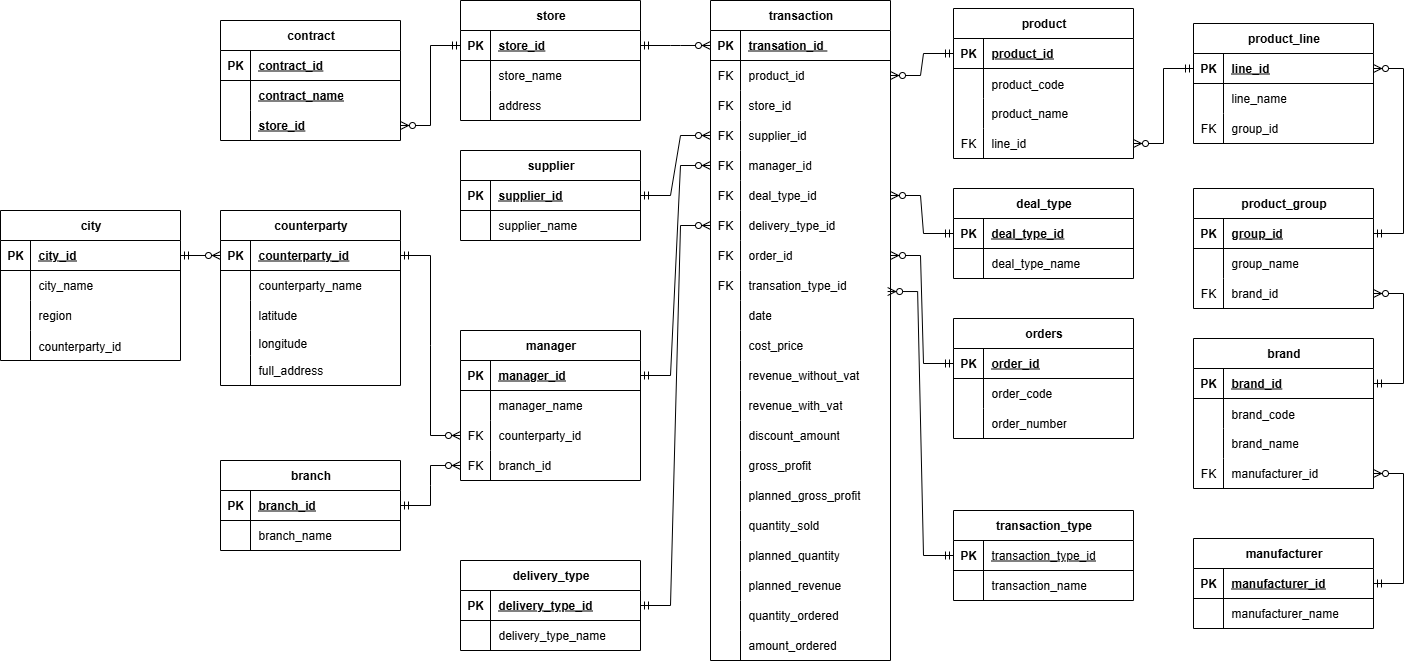 contract
PK contract_id
contract_name
store_id
store
PK store_id
store_name
address
supplier
PK supplier_id
supplier_name
city
PK city_id
city_name
region
counterparty_id
counterparty
PK counterparty_id
counterparty_name
latitude
longitude
full_address
manager
PK manager_id
manager_name
FK counterparty_id
FK branch_id
branch
PK branch_id
branch_name
delivery_type
PK delivery_type_id
delivery_type_name
transaction
PK transation_id
FK product_id
FK store_id
FK supplier_id
FK manager_id
FK deal_type_id
FK delivery_type_id
FK order_id
FK transation_type_id
date
cost_price
revenue_without_vat
revenue_with_vat
discount_amount
gross_profit
planned_gross_profit
quantity_sold
planned_quantity
planned_revenue
quantity_ordered
amount_ordered
product
PK product_id
product_code
product_name
FK line_id
deal_type
PK deal_type_id
deal_type_name
orders
PK order_id
order_code
order_number
transaction_type
PK transaction_type_id
transaction_name
product_line
PK line_id
line_name
FK group_id
product_group
PK group_id
group_name
FK brand_id
brand
PK brand_id
brand_code
brand_name
FK manufacturer_id
manufacturer
PK manufacturer_id
manufacturer_name